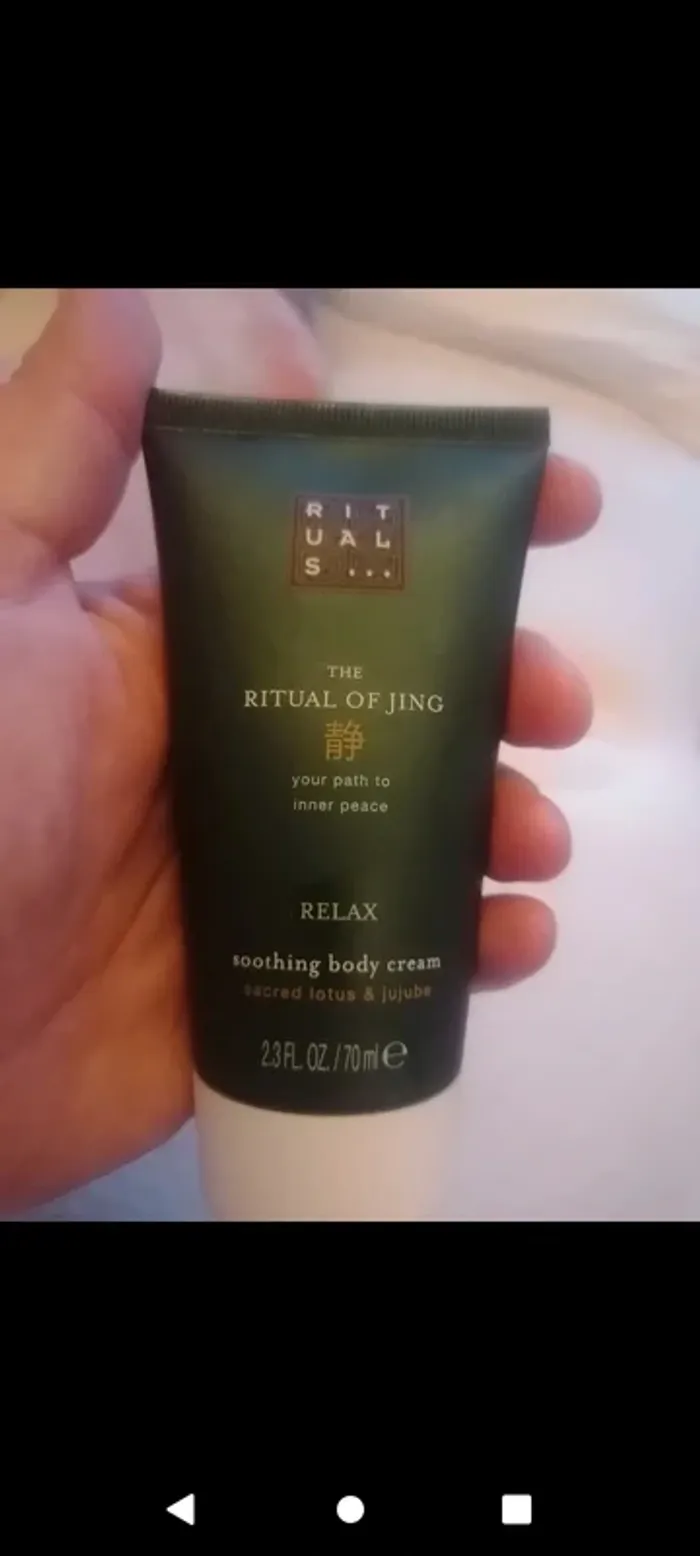 RIT
UAL
S...
THE
RITUAL OF JING
静
your path to
inner peace
RELAX
soothing body cream
sacred lotus & jujube
2.3 FL. OZ. / 70 ml ℮